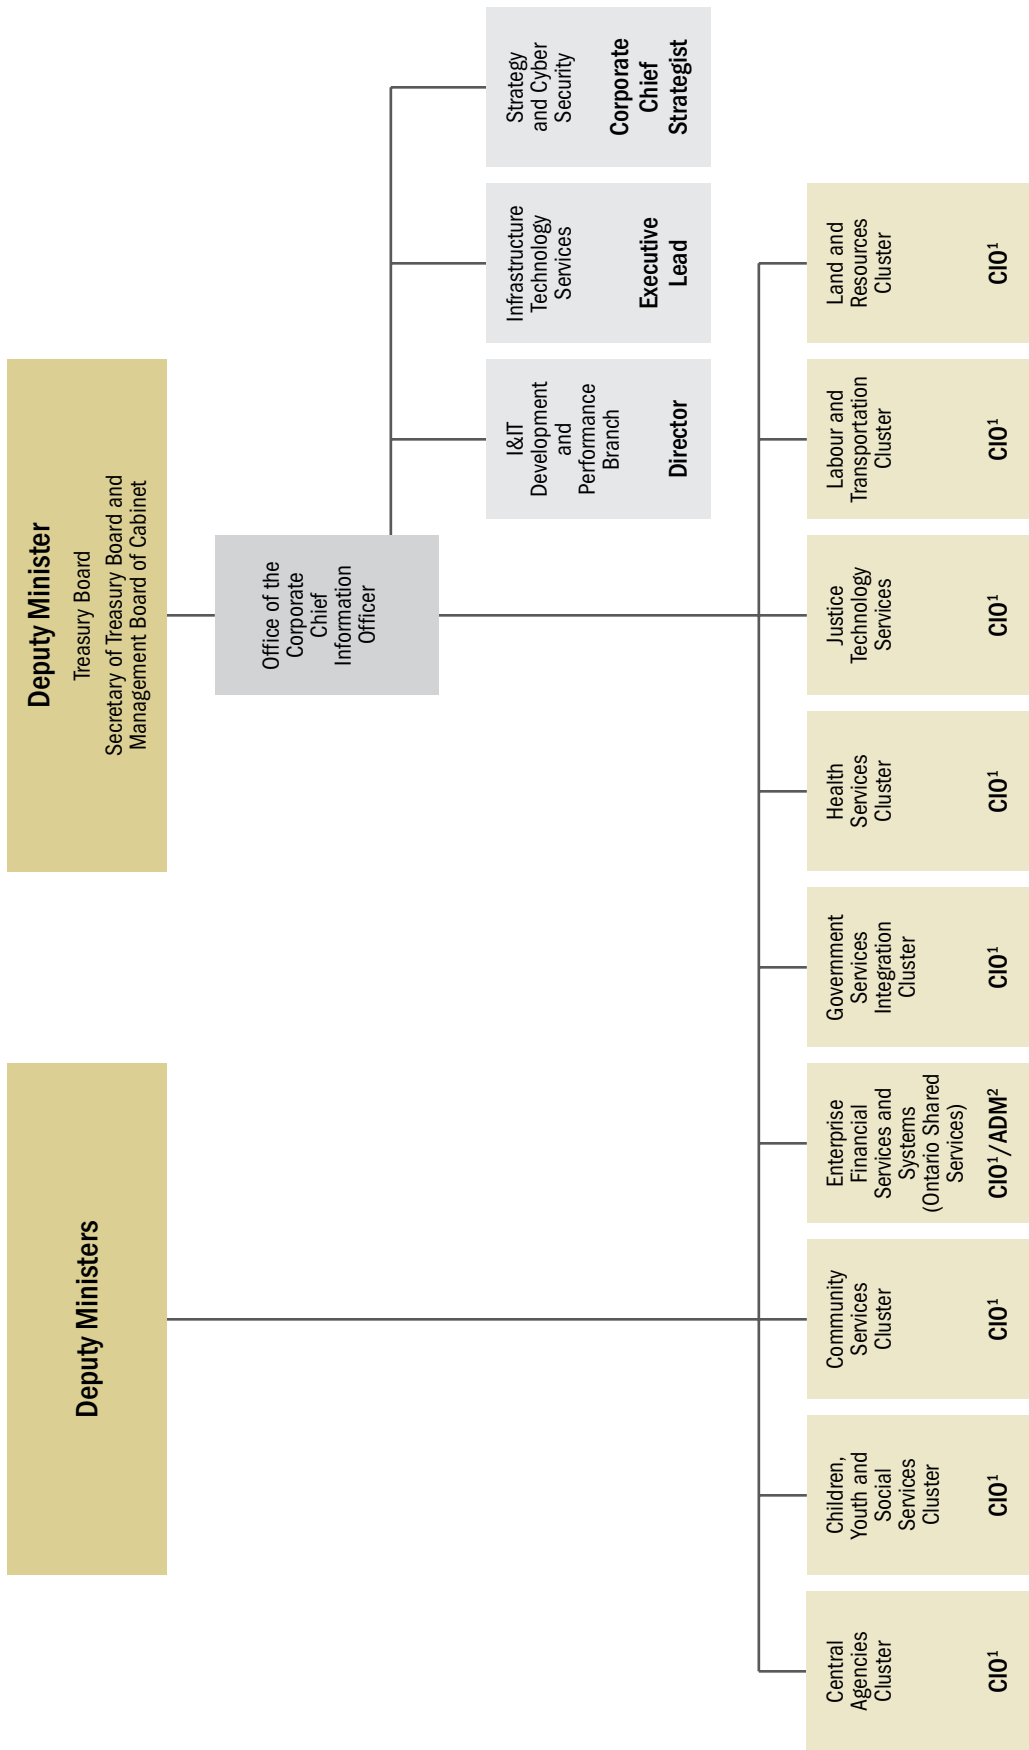 Deputy Ministers
Deputy Minister
Treasury Board
Secretary of Treasury Board and
Management Board of Cabinet
Office of the
Corporate
Chief
Information
Officer
I&IT
Development
and
Performance
Branch
Director
Infrastructure
Technology
Services
Executive
Lead
Strategy
and Cyber
Security
Corporate
Chief
Strategist
Central
Agencies
Cluster
CIO¹
Children,
Youth and
Social
Services
Cluster
CIO¹
Community
Services
Cluster
CIO¹
Enterprise
Financial
Services and
Systems
(Ontario Shared
Services)
CIO¹/ADM²
Government
Services
Integration
Cluster
CIO¹
Health
Services
Cluster
CIO¹
Justice
Technology
Services
CIO¹
Labour and
Transportation
Cluster
CIO¹
Land and
Resources
Cluster
CIO¹